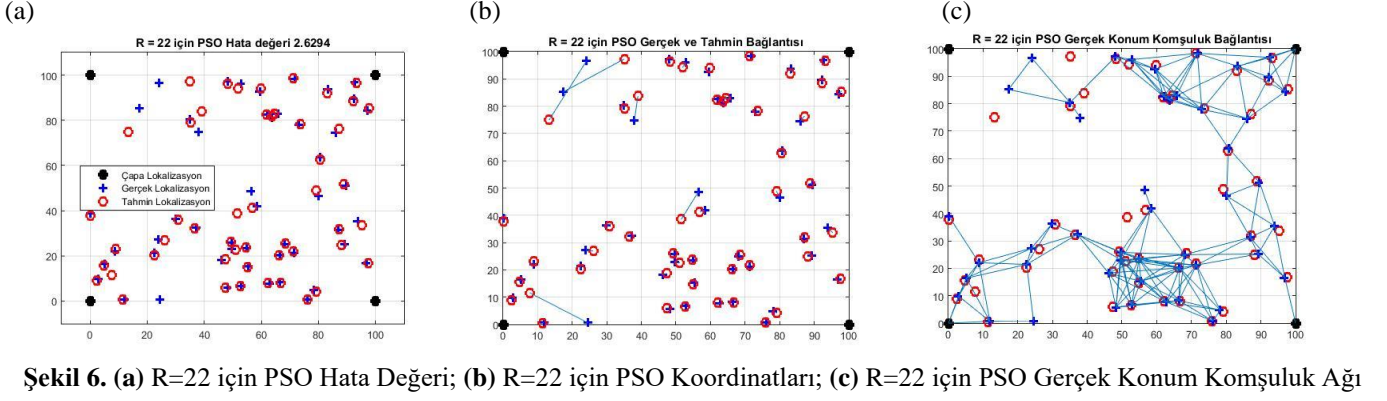 (a)
R = 22 için PSO Hata değeri 2.6294
100
80
60
40
20
0
0 20 40 60 80 100
Çapa Lokalizasyon
Gerçek Lokalizasyon
Tahmin Lokalizasyon
(b)
R = 22 için PSO Gerçek ve Tahmin Bağlantısı
100
90
80
70
60
50
40
30
20
10
0
0 10 20 30 40 50 60 70 80 90 100
(c)
R = 22 için PSO Gerçek Konum Komşuluk Bağlantısı
100
90
80
70
60
50
40
30
20
10
0
0 10 20 30 40 50 60 70 80 90 100
Şekil 6. (a) R=22 için PSO Hata Değeri; (b) R=22 için PSO Koordinatları; (c) R=22 için PSO Gerçek Konum Komşuluk Ağı